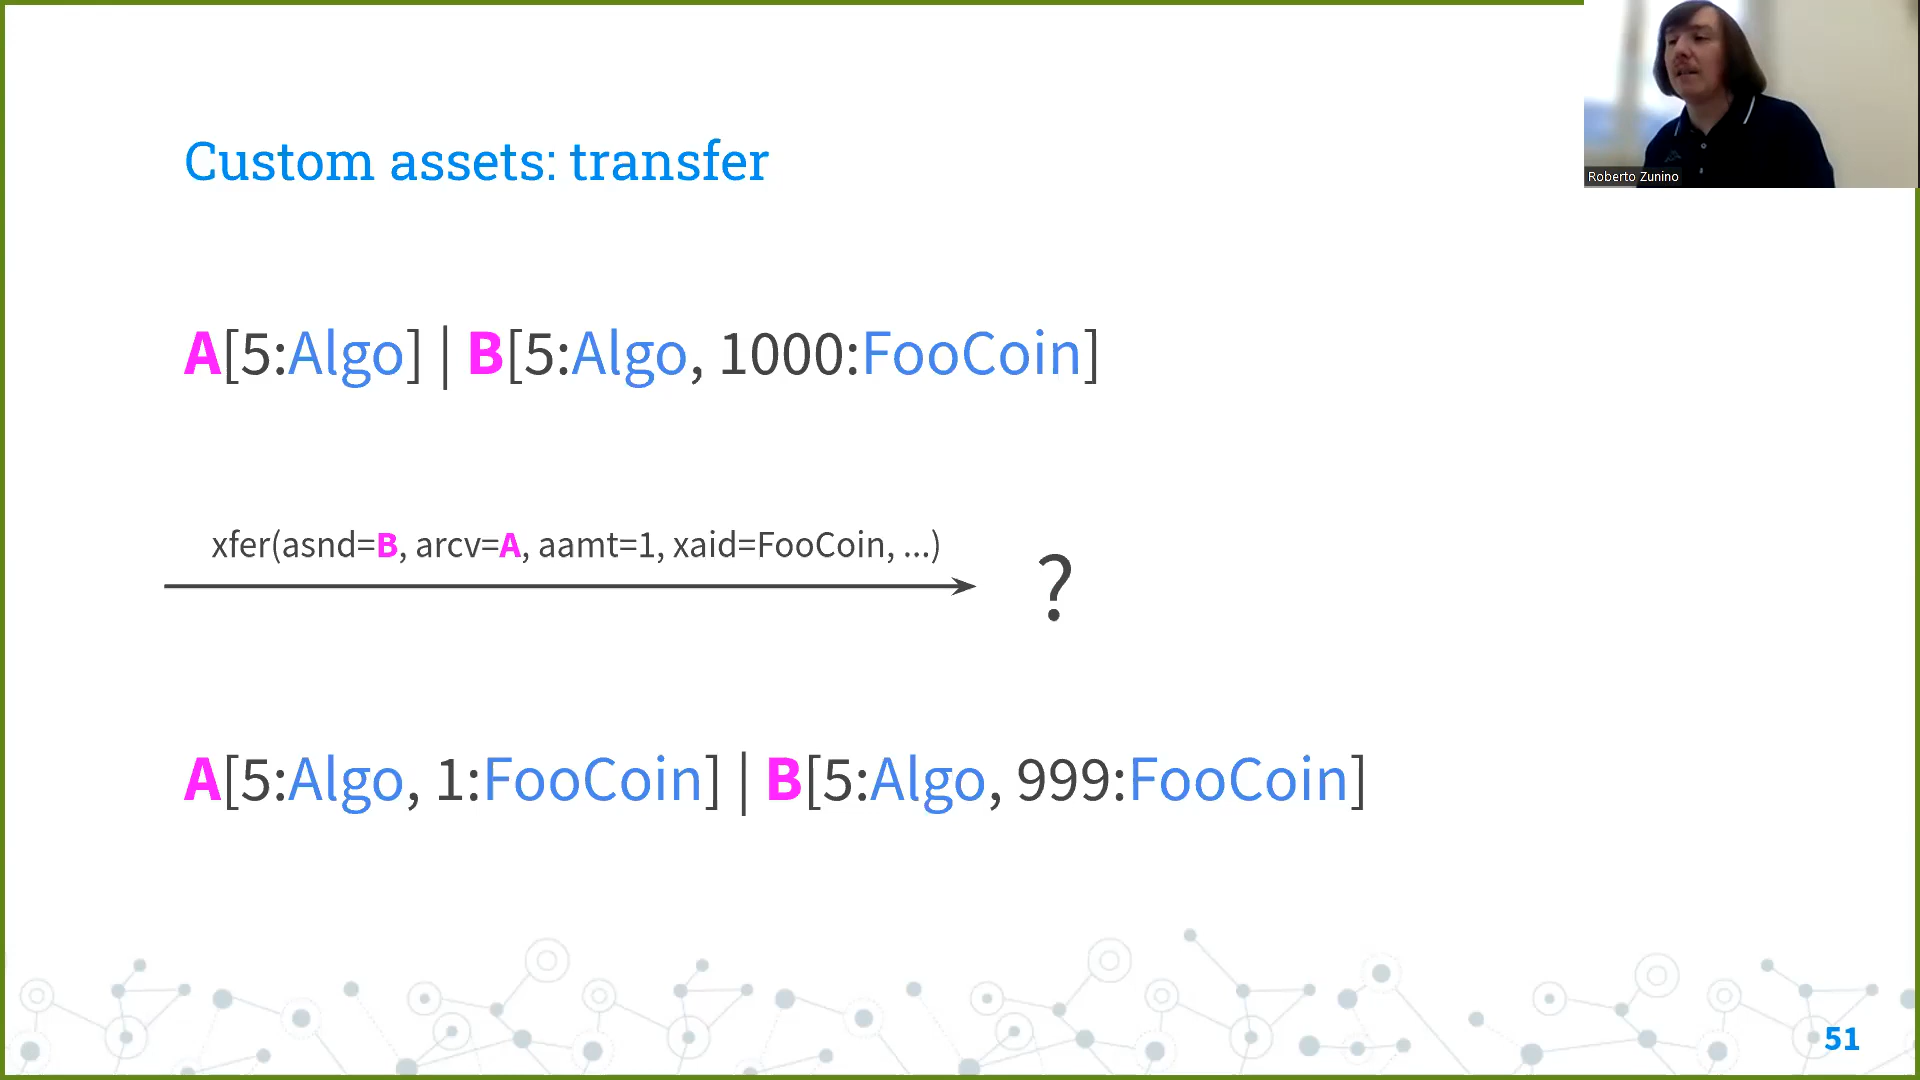 Roberto Zunino
Custom assets: transfer
A[5:Algo] | B[5:Algo, 1000:FooCoin]
xfer(asnd=B, arcv=A, aamt=1, xaid=FooCoin, ...)
?
A[5:Algo, 1:FooCoin] | B[5:Algo, 999:FooCoin]
51